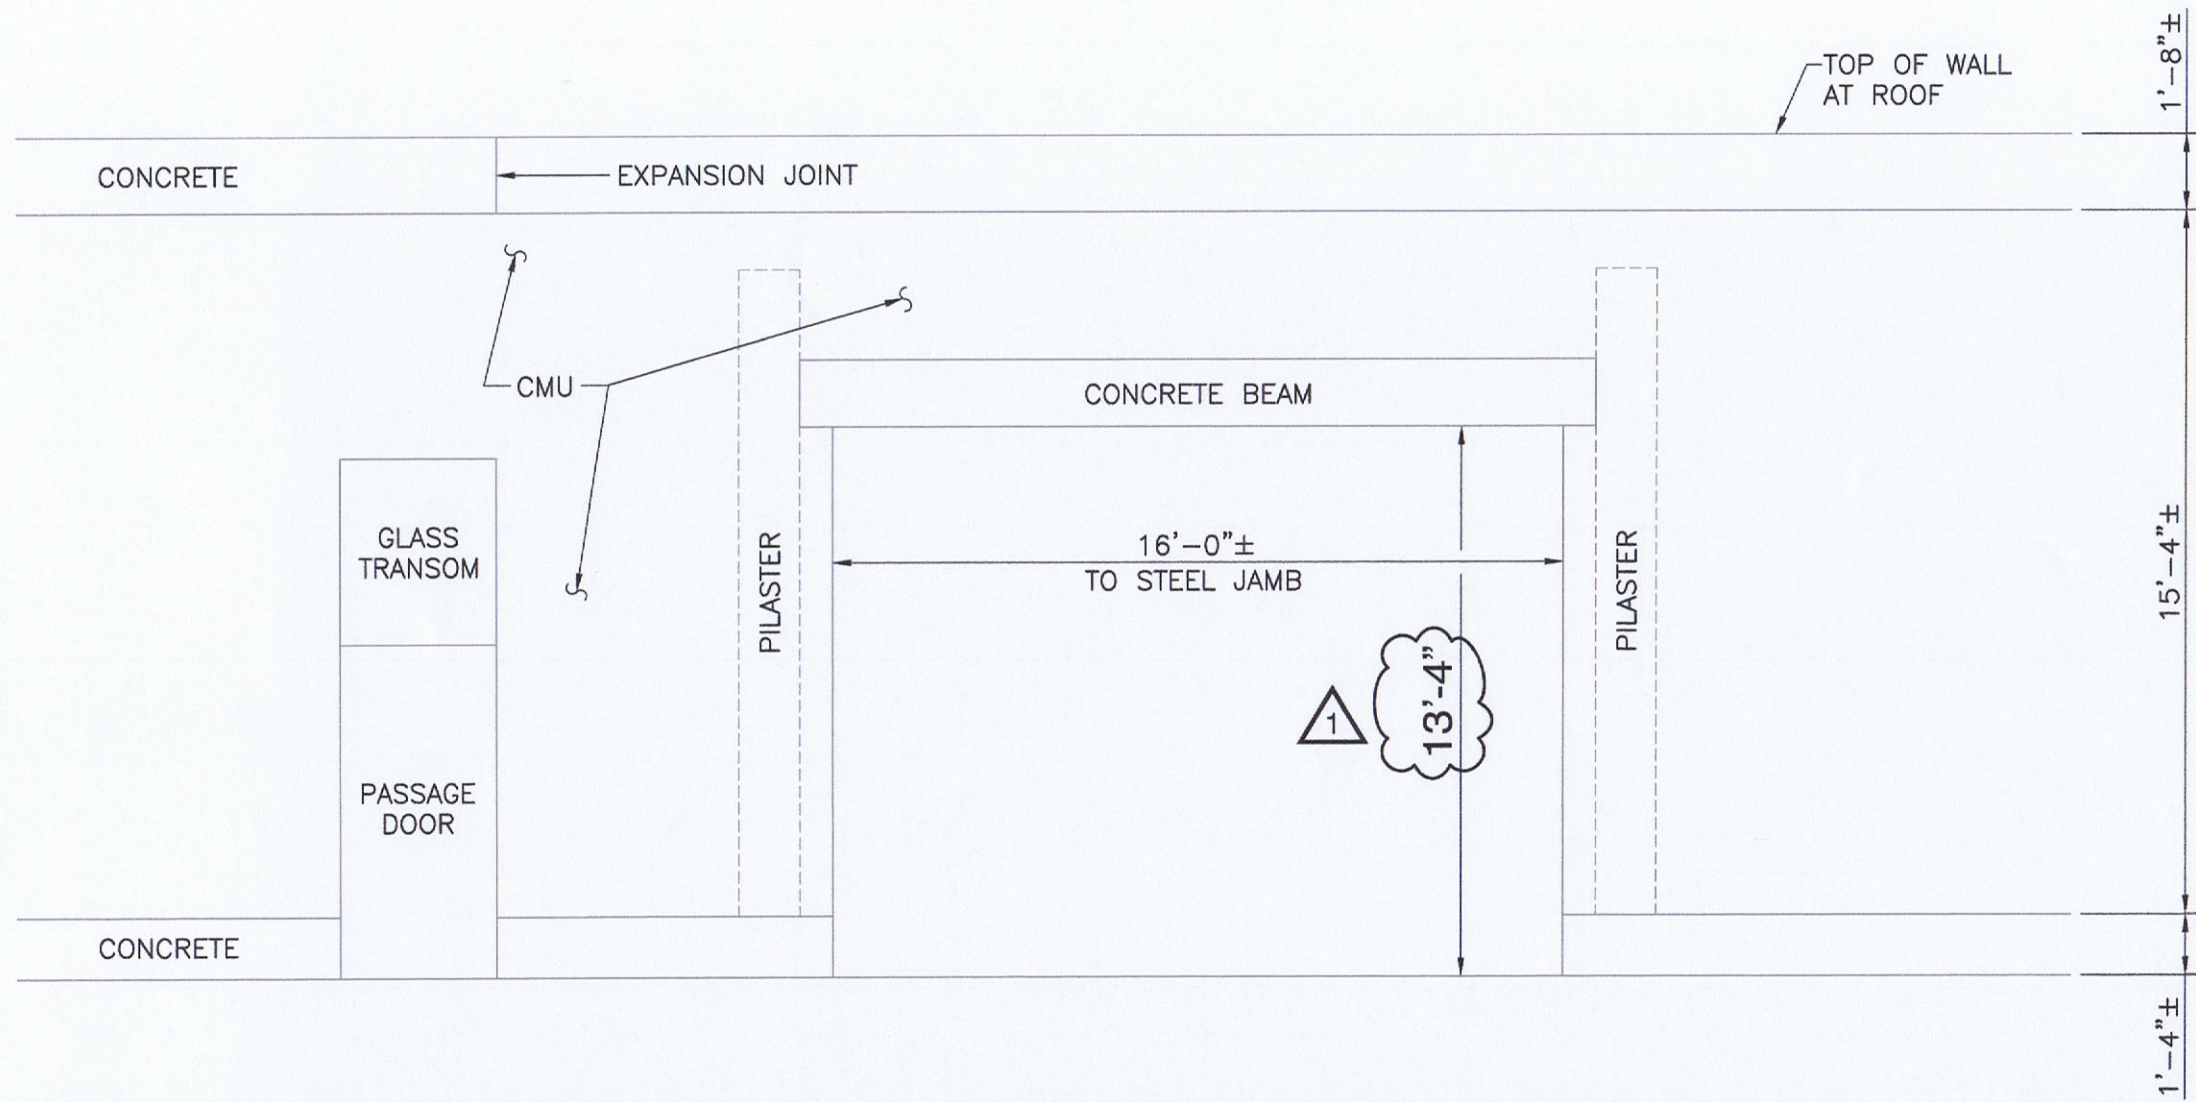 1'-8"±
TOP OF WALL
AT ROOF
CONCRETE
EXPANSION JOINT
CMU
CONCRETE BEAM
GLASS
TRANSOM
PILASTER
16'-0"±
TO STEEL JAMB
PILASTER
15'-4"±
1
13'-4"
PASSAGE
DOOR
CONCRETE
1'-4"±